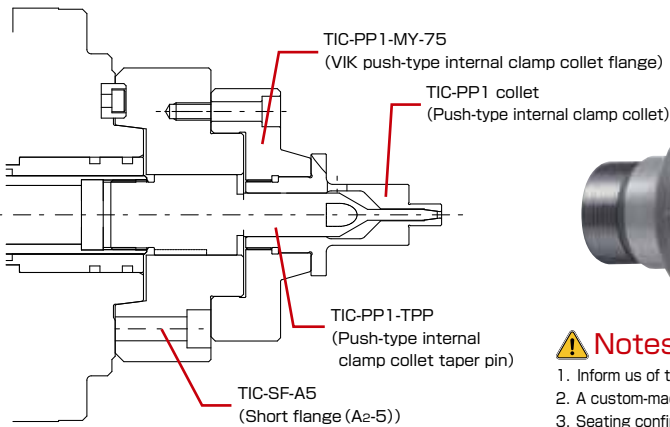 TIC-PP1-MY-75
(VIK push-type internal clamp collet flange)
TIC-PP1 collet
(Push-type internal clamp collet)
TIC-PP1-TPP
(Push-type internal
clamp collet taper pin)
TIC-SF-A5
(Short flange (A2-5))
Notes
1. Inform us of t
2. A custom-mad
3. Seating confi